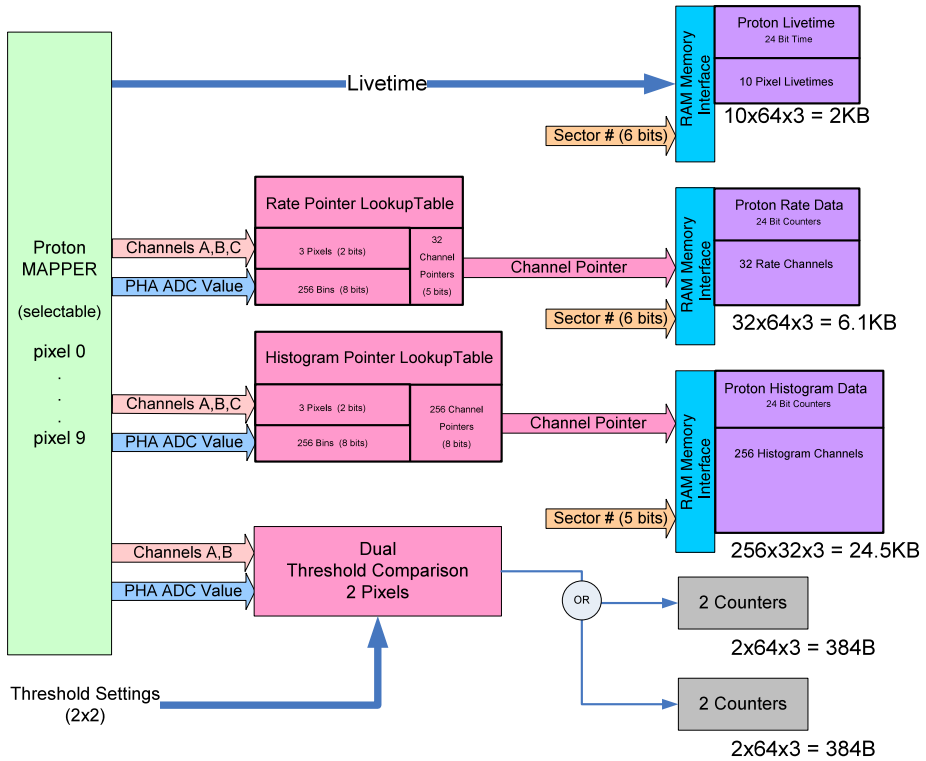 Proton
MAPPER
(selectable)
pixel 0
.
.
.
pixel 9
Livetime
Sector # (6 bits)
RAM Memory
Interface
Proton Livetime
24 Bit Time
10 Pixel Livetimes
10x64x3 = 2KB
Channels A,B,C
PHA ADC Value
Rate Pointer LookupTable
3 Pixels (2 bits)
256 Bins (8 bits)
32
Channel
Pointers
(5 bits)
Channel Pointer
Sector # (6 bits)
RAM Memory
Interface
Proton Rate Data
24 Bit Counters
32 Rate Channels
32x64x3 = 6.1KB
Channels A,B,C
PHA ADC Value
Histogram Pointer LookupTable
3 Pixels (2 bits)
256 Bins (8 bits)
256 Channel
Pointers
(8 bits)
Channel Pointer
Sector # (5 bits)
RAM Memory
Interface
Proton Histogram Data
24 Bit Counters
256 Histogram Channels
256x32x3 = 24.5KB
Channels A,B
PHA ADC Value
Dual
Threshold Comparison
2 Pixels
OR
2 Counters
2x64x3 = 384B
2 Counters
2x64x3 = 384B
Threshold Settings
(2x2)